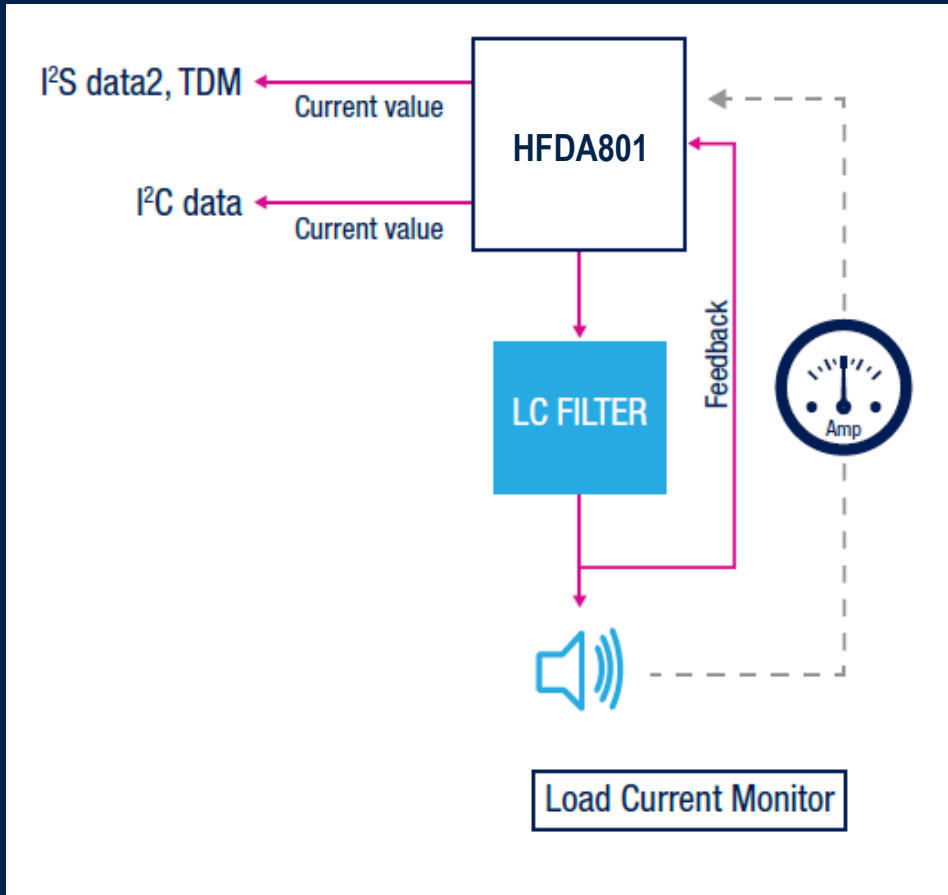 I²S data2, TDM
Current value
HFDA801
I²C data
Current value
Feedback
LC FILTER
Amp
Load Current Monitor